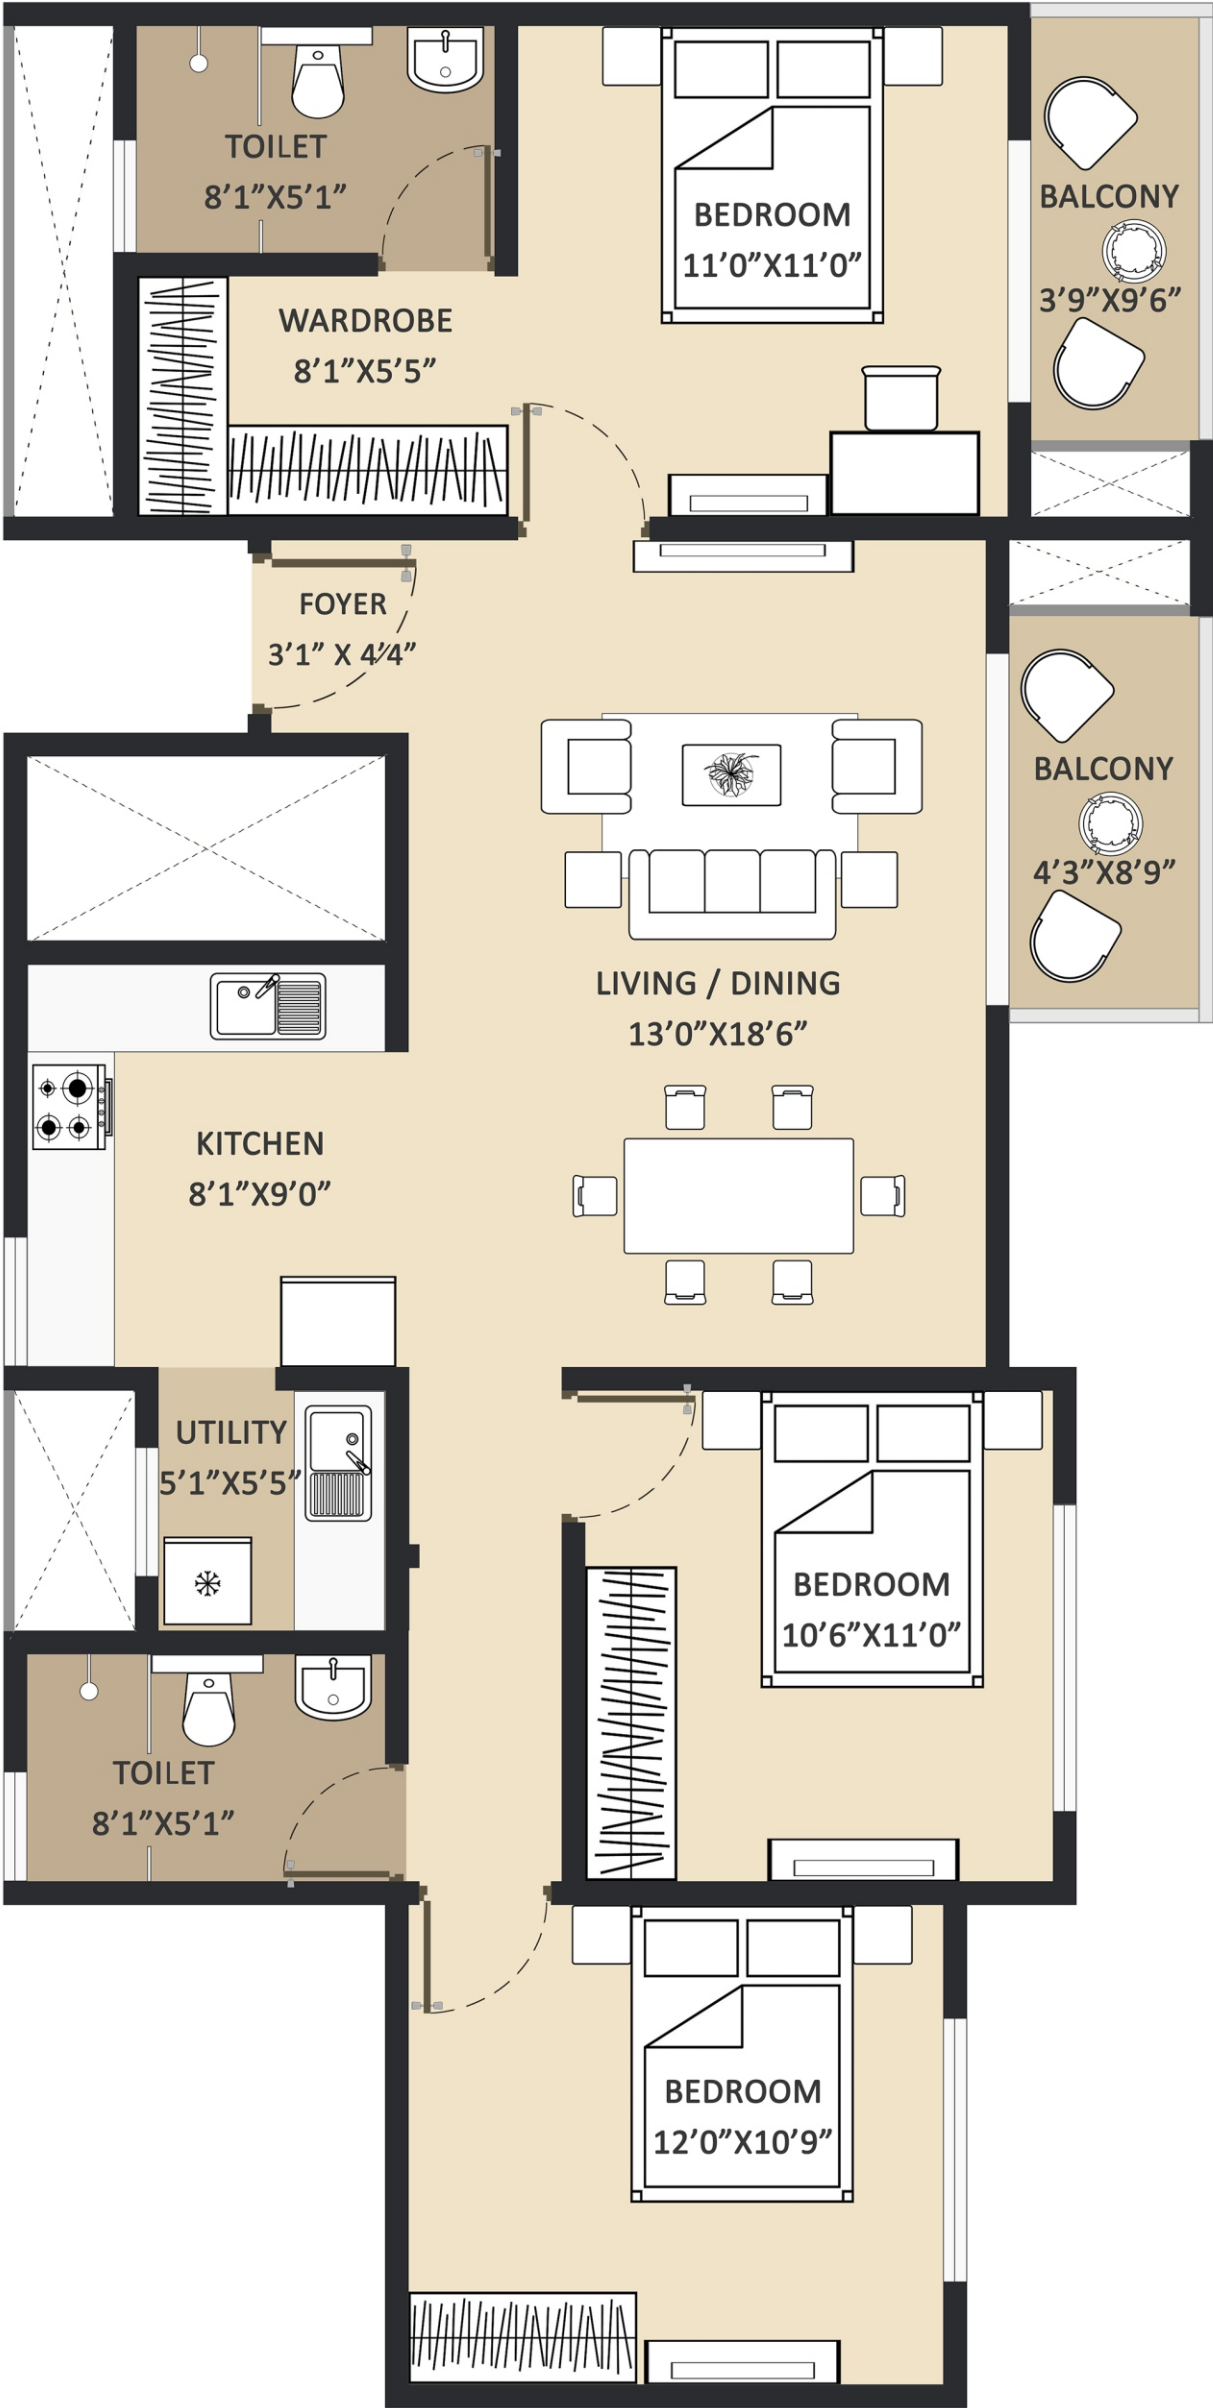 TOILET
8’1”X5’1”
BEDROOM
11’0”X11’0”
BALCONY
3’9”X9’6”
WARDROBE
8’1”X5’5”
FOYER
3’1” X 4’4”
BALCONY
4’3”X8’9”
LIVING / DINING
13’0”X18’6”
KITCHEN
8’1”X9’0”
UTILITY
5’1”X5’5”
BEDROOM
10’6”X11’0”
TOILET
8’1”X5’1”
BEDROOM
12’0”X10’9”